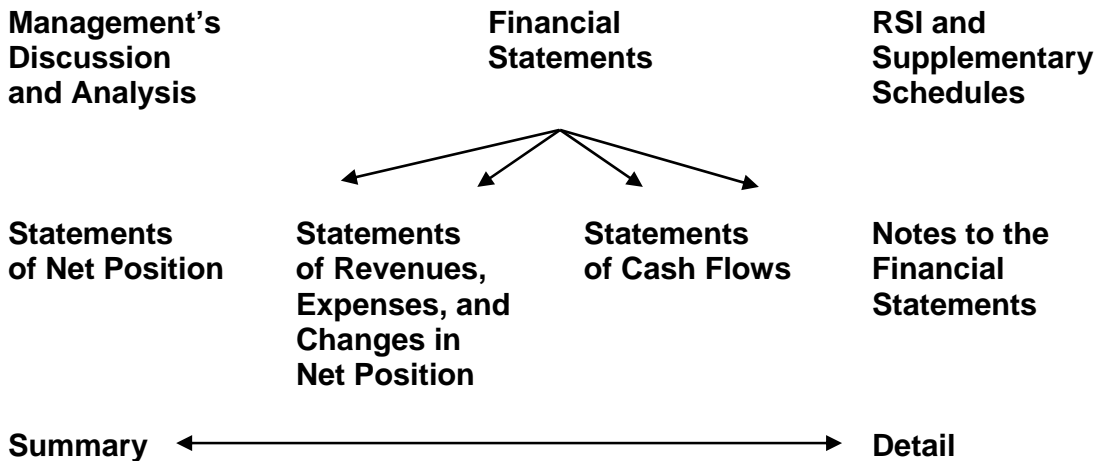 Management’s
Discussion
and Analysis
Financial
Statements
RSI and
Supplementary
Schedules
Statements
of Net Position
Statements
of Revenues,
Expenses, and
Changes in
Net Position
Statements
of Cash Flows
Notes to the
Financial
Statements
Summary
Detail